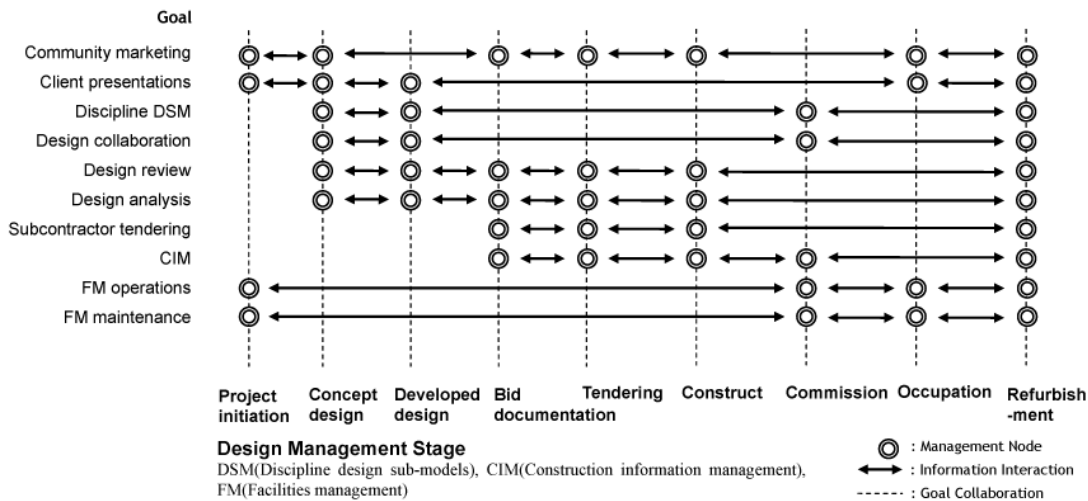 Goal
Community marketing
Client presentations
Discipline DSM
Design collaboration
Design review
Design analysis
Subcontractor tendering
CIM
FM operations
FM maintenance
Project
initiation
Concept
design
Developed
design
Bid
documentation
Tendering
Construct
Commission
Occupation
Refurbish
-ment
Design Management Stage
DSM(Discipline design sub-models), CIM(Construction information management),
FM(Facilities management)
: Management Node
: Information Interaction
: Goal Collaboration